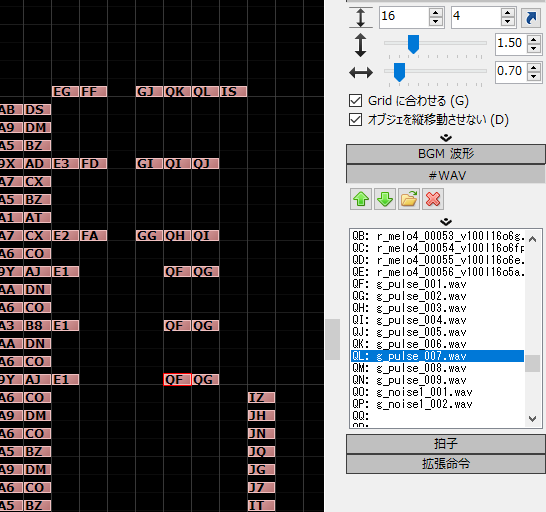 16 4
1.50
0.70
Grid に合わせる (G)
オブジェを縦移動させない (D)
BGM 波形
#WAV
QB: r_melo4_00053_v100l16o6g.
QC: r_melo4_00054_v100l16o6fp
QD: r_melo4_00055_v100l16o6e.
QE: r_melo4_00056_v100l16o5a.
QF: g_pulse_001.wav
QG: g_pulse_002.wav
QH: g_pulse_003.wav
QI: g_pulse_004.wav
QJ: g_pulse_005.wav
QK: g_pulse_006.wav
QL: g_pulse_007.wav
QM: g_pulse_008.wav
QN: g_pulse_009.wav
QO: g_noise1_001.wav
QP: g_noise1_002.wav
QQ:
拍子
拡張命令
EG FF GJ QK QL IS
AB DS
A9 DM
A5 BZ
9X AD E3 FD GI QI QJ
A7 CX
A5 BZ
A1 AT
A7 CX E2 FA GG QH QI
A6 CO
9Y AJ E1 QF QG
AA DN
A6 CO
A3 B8 E1 QF QG
AA DN
A6 CO
9Y AJ E1 QF QG
A6 CO IZ
A9 DM JH
A6 CO JN
A5 BZ JQ
A9 DM JG
A6 CO J7
A5 BZ IT